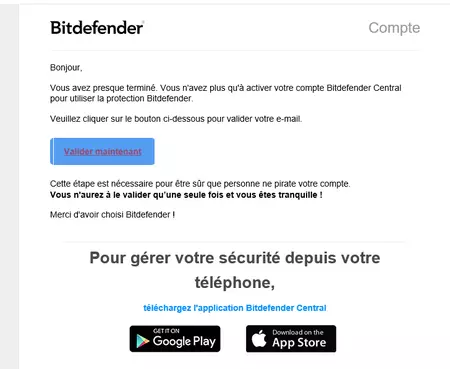 Bitdefender
Compte
Bonjour,
Vous avez presque terminé. Vous n'avez plus qu'à activer votre compte Bitdefender Central
pour utiliser la protection Bitdefender.
Veuillez cliquer sur le bouton ci-dessous pour valider votre e-mail.
Valider maintenant
Cette étape est nécessaire pour être sûr que personne ne pirate votre compte.
Vous n'aurez à le valider qu'une seule fois et vous êtes tranquille !
Merci d'avoir choisi Bitdefender !
Pour gérer votre sécurité depuis votre
téléphone,
téléchargez l'application Bitdefender Central
GET IT ON
Google Play
Download on the
App Store